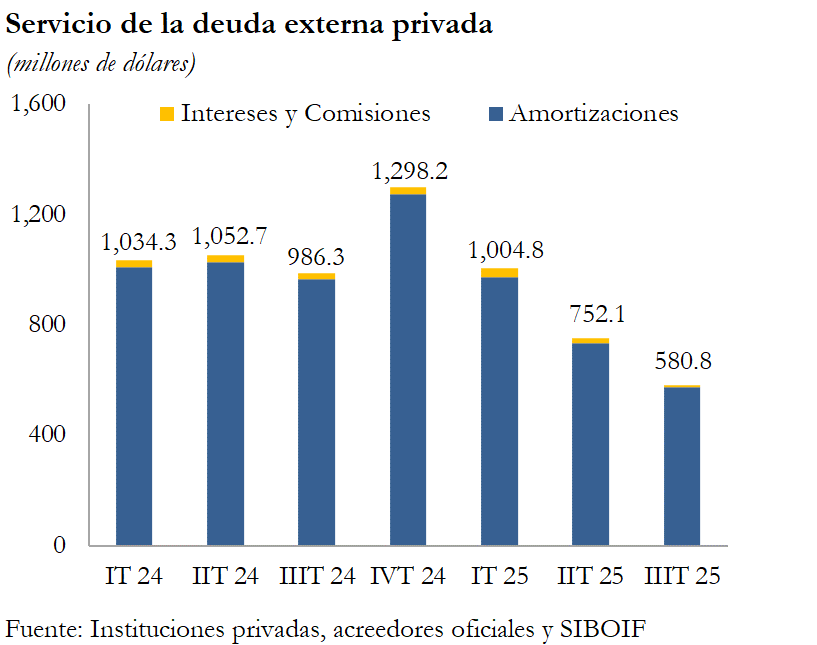 Servicio de la deuda externa privada
(millones de dólares)
1,600
Intereses y Comisiones
Amortizaciones
1,298.2
1,200
1,034.3
1,052.7
986.3
1,004.8
800
752.1
580.8
400
0
IT 24
IIT 24
IIIT 24
IVT 24
IT 25
IIT 25
IIIT 25
Fuente: Instituciones privadas, acreedores oficiales y SIBOIF